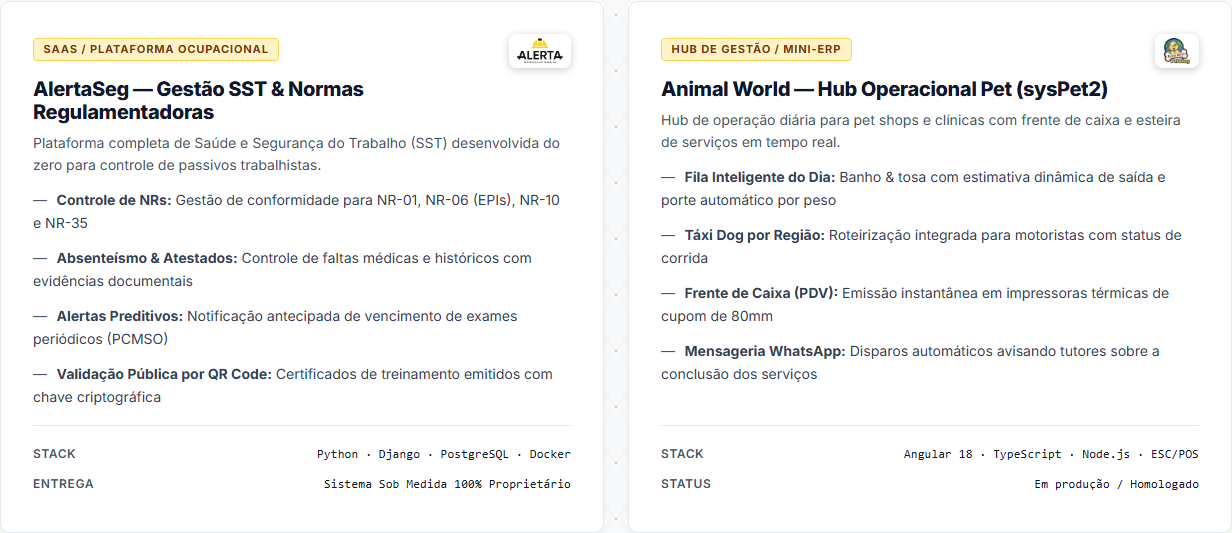 SAAS / PLATAFORMA OCUPACIONAL
ALERTA
AlertaSeg — Gestão SST & Normas
Regulamentadoras
Plataforma completa de Saúde e Segurança do Trabalho (SST) desenvolvida do
zero para controle de passivos trabalhistas.
— Controle de NRs: Gestão de conformidade para NR-01, NR-06 (EPIs), NR-10
e NR-35
— Absenteísmo & Atestados: Controle de faltas médicas e históricos com
evidências documentais
— Alertas Preditivos: Notificação antecipada de vencimento de exames
periódicos (PCMSO)
— Validação Pública por QR Code: Certificados de treinamento emitidos com
chave criptográfica
STACK Python · Django · PostgreSQL · Docker
ENTREGA Sistema Sob Medida 100% Proprietário
HUB DE GESTÃO / MINI-ERP
Animal World — Hub Operacional Pet (sysPet2)
Hub de operação diária para pet shops e clínicas com frente de caixa e esteira
de serviços em tempo real.
— Fila Inteligente do Dia: Banho & tosa com estimativa dinâmica de saída e
porte automático por peso
— Táxi Dog por Região: Roteirização integrada para motoristas com status de
corrida
— Frente de Caixa (PDV): Emissão instantânea em impressoras térmicas de
cupom de 80mm
— Mensageria WhatsApp: Disparos automáticos avisando tutores sobre a
conclusão dos serviços
STACK Angular 18 · TypeScript · Node.js · ESC/POS
STATUS Em produção / Homologado